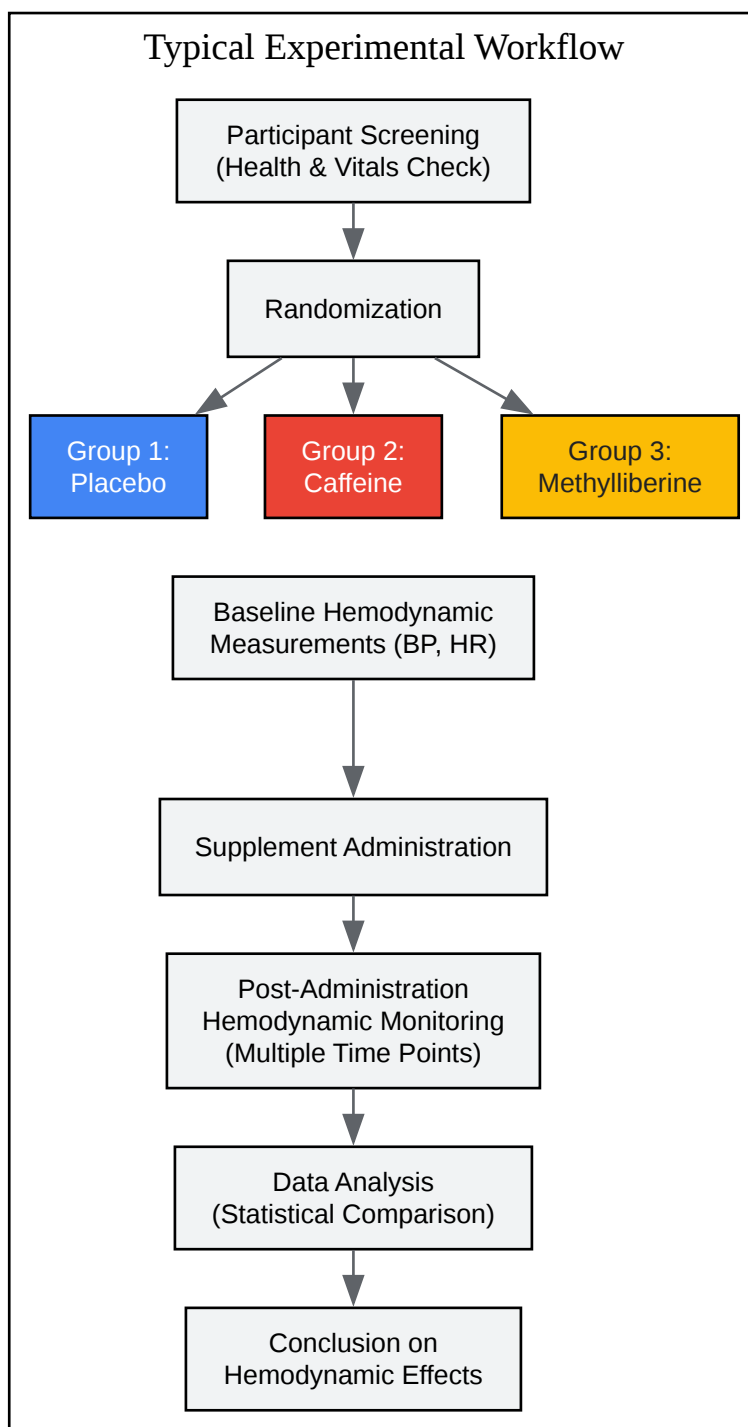 Typical Experimental Workflow
Participant Screening
(Health & Vitals Check)
Randomization
Group 1:
Placebo
Group 2:
Caffeine
Group 3:
Methylliberine
Baseline Hemodynamic
Measurements (BP, HR)
Supplement Administration
Post-Administration
Hemodynamic Monitoring
(Multiple Time Points)
Data Analysis
(Statistical Comparison)
Conclusion on
Hemodynamic Effects